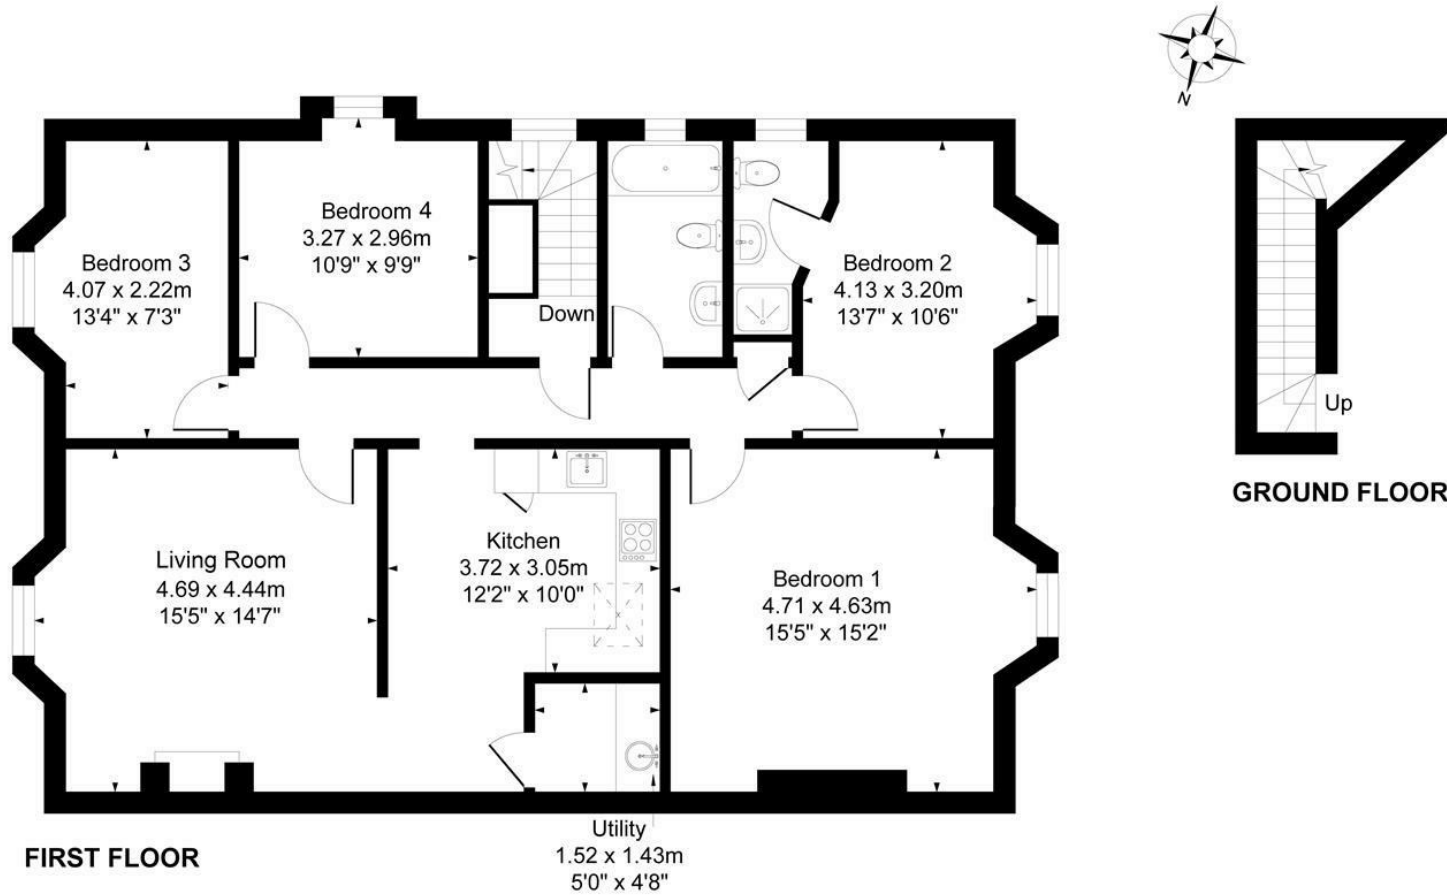 N
Bedroom 4
3.27 x 2.96m
10'9" x 9'9"
Bedroom 3
4.07 x 2.22m
13'4" x 7'3"
Down
Bedroom 2
4.13 x 3.20m
13'7" x 10'6"
Up
GROUND FLOOR
Living Room
4.69 x 4.44m
15'5" x 14'7"
Kitchen
3.72 x 3.05m
12'2" x 10'0"
Bedroom 1
4.71 x 4.63m
15'5" x 15'2"
FIRST FLOOR
Utility
1.52 x 1.43m
5'0" x 4'8"